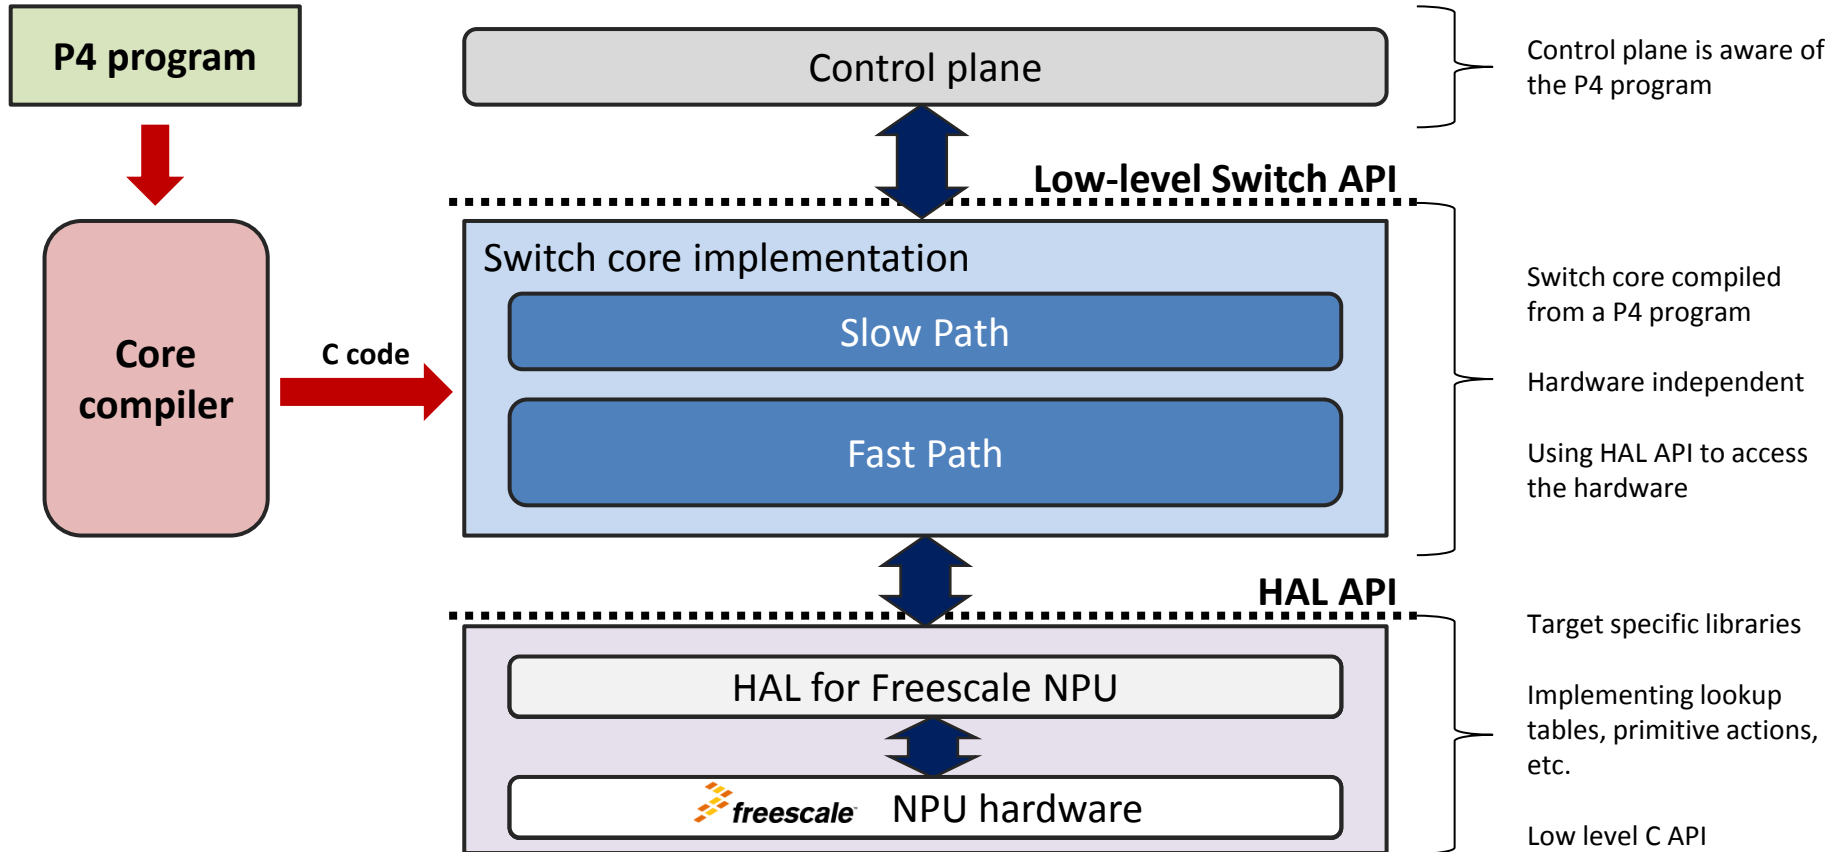 P4 program
Control plane
Control plane is aware of
the P4 program
Low-level Switch API
Core
compiler
C code
Switch core implementation
Slow Path
Fast Path
Switch core compiled
from a P4 program
Hardware independent
Using HAL API to access
the hardware
HAL API
HAL for Freescale NPU
freescale NPU hardware
Target specific libraries
Implementing lookup
tables, primitive actions,
etc.
Low level C API